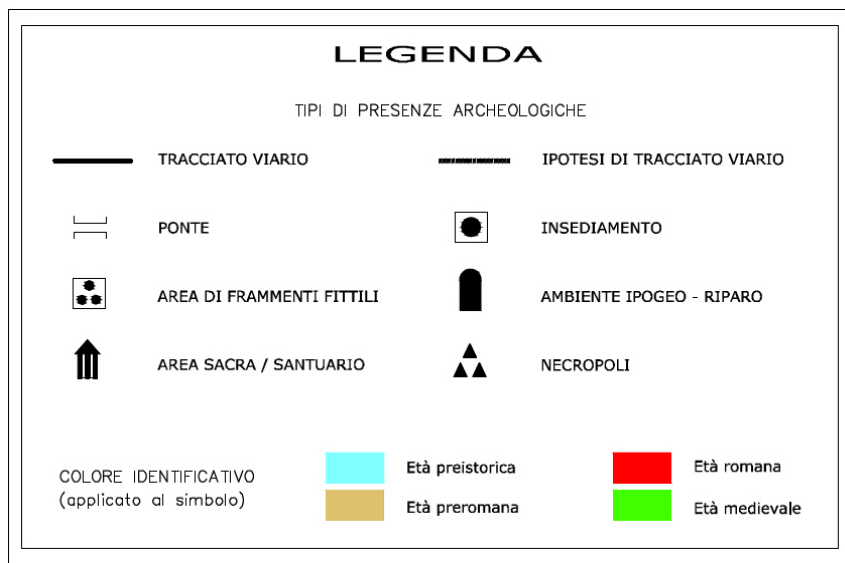 LEGENDA
TIPI DI PRESENZE ARCHEOLOGICHE
TRACCIATO VIARIO
IPOTESI DI TRACCIATO VIARIO
PONTE
INSEDIAMENTO
AREA DI FRAMMENTI FITTILI
AMBIENTE IPOGEO - RIPARO
AREA SACRA / SANTUARIO
NECROPOLI
COLORE IDENTIFICATIVO
(applicato al simbolo)
Età preistorica
Età romana
Età preromana
Età medievale